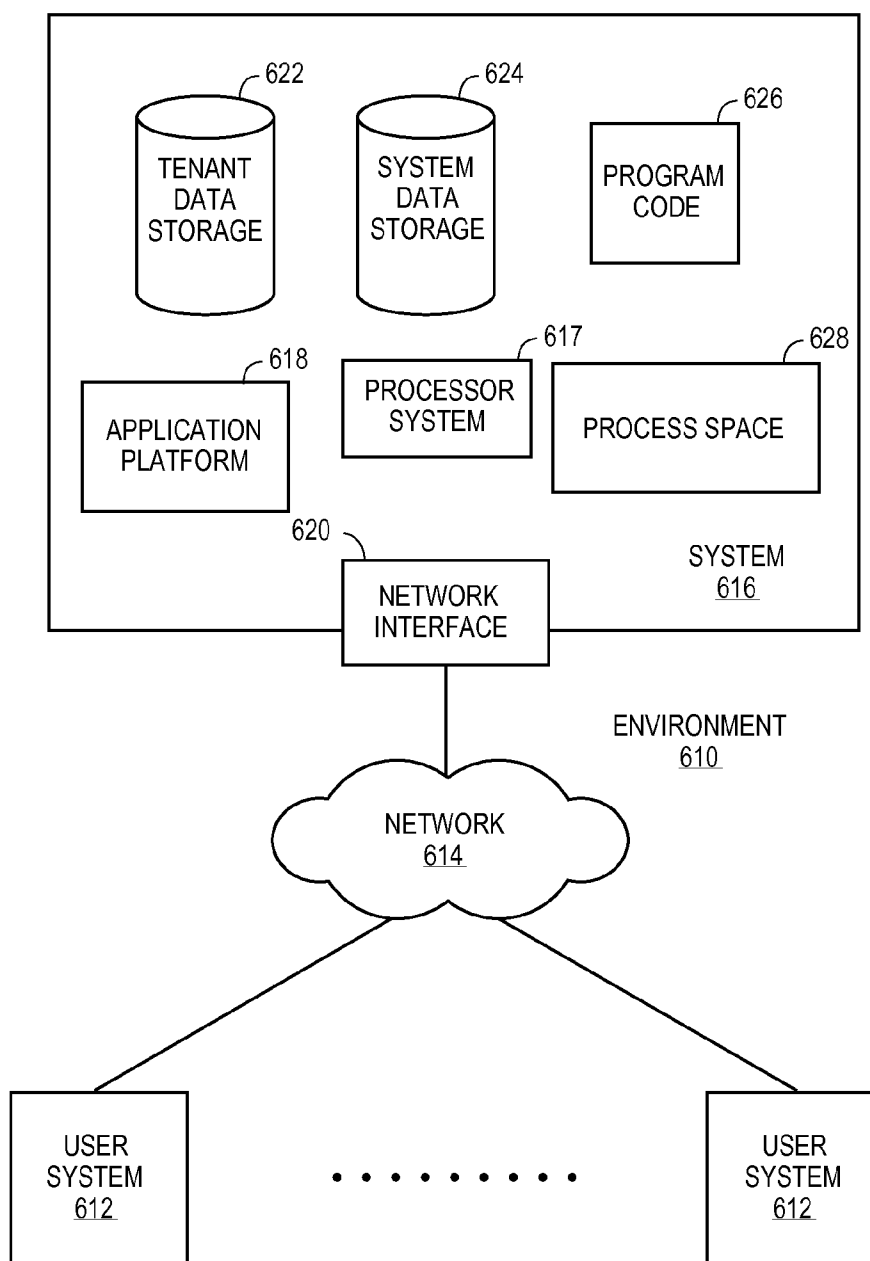 622
624
626
TENANT
DATA
STORAGE
SYSTEM
DATA
STORAGE
PROGRAM
CODE
618
617
628
APPLICATION
PLATFORM
PROCESSOR
SYSTEM
PROCESS SPACE
620
NETWORK
INTERFACE
SYSTEM
616
ENVIRONMENT
610
NETWORK
614
USER
SYSTEM
612
USER
SYSTEM
612